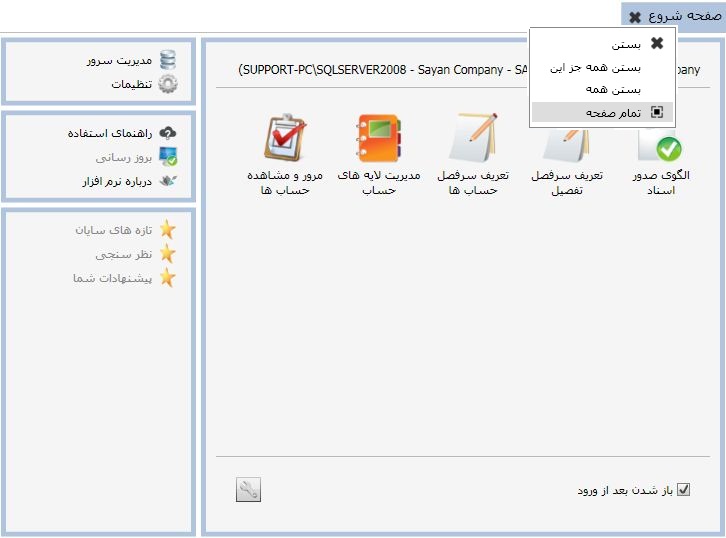 صفحه شروع
بستن
بستن همه جز این
بستن همه
تمام صفحه
(SUPPORT-PC\SQLSERVER2008 - Sayan Company - SA
ompany
الگوی صدور
اسناد
تعریف سرفصل
تفصیل
تعریف سرفصل
حساب ها
مدیریت لایه های
حساب
مرور و مشاهده
حساب ها
باز شدن بعد از ورود
مدیریت سرور
تنظیمات
راهنمای استفاده
بروز رسانی
درباره نرم افزار
تازه های سایان
نظر سنجی
پیشنهادات شما